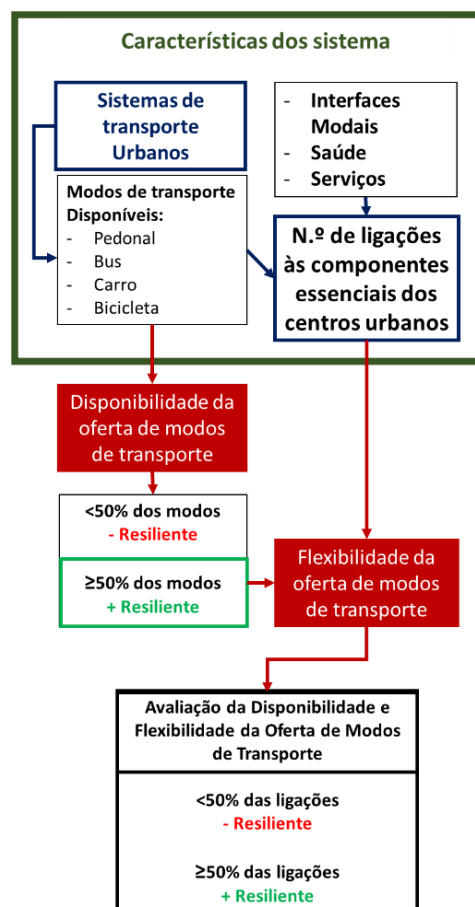 Características dos sistema
Sistemas de
transporte
Urbanos
- Interfaces
Modais
- Saúde
- Serviços
Modos de transporte
Disponíveis:
- Pedonal
- Bus
- Carro
- Bicicleta
N.º de ligações
às componentes
essenciais dos
centros urbanos
Disponibilidade da
oferta de modos
de transporte
<50% dos modos
- Resiliente
≥50% dos modos
+ Resiliente
Flexibilidade da
oferta de modos
de transporte
Avaliação da Disponibilidade e
Flexibilidade da Oferta de Modos
de Transporte
<50% das ligações
- Resiliente
≥50% das ligações
+ Resiliente